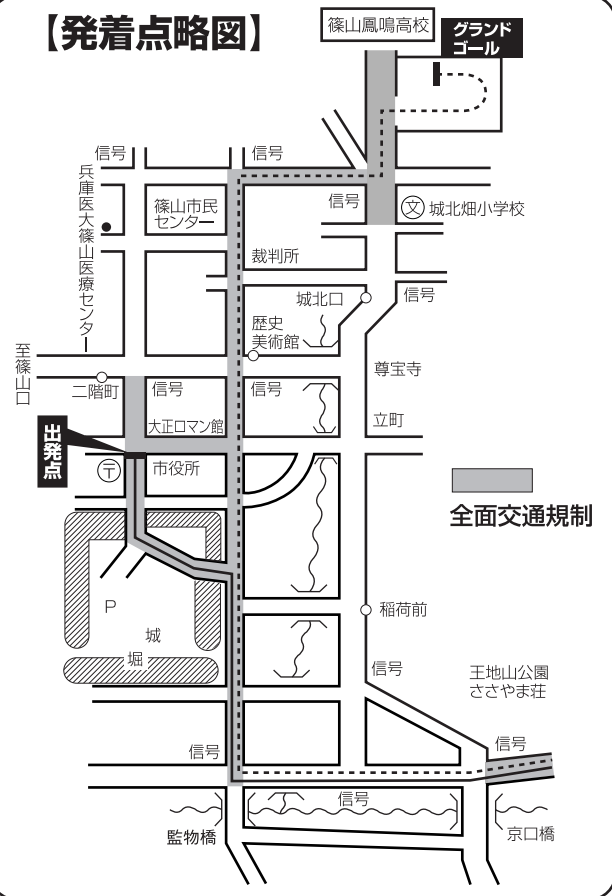 【発着点略図】
篠山鳳鳴高校
グランド
ゴール
信号
信号
兵庫医大篠山医療センター
篠山市民
センター
信号
文
城北畑小学校
裁判所
城北口
信号
歴史
美術館
至篠山口
尊宝寺
二階町
信号
信号
大正ロマン館
立町
出発点
〒
市役所
全面交通規制
P
城
堀
稲荷前
信号
王地山公園
ささやま荘
信号
信号
信号
監物橋
京口橋